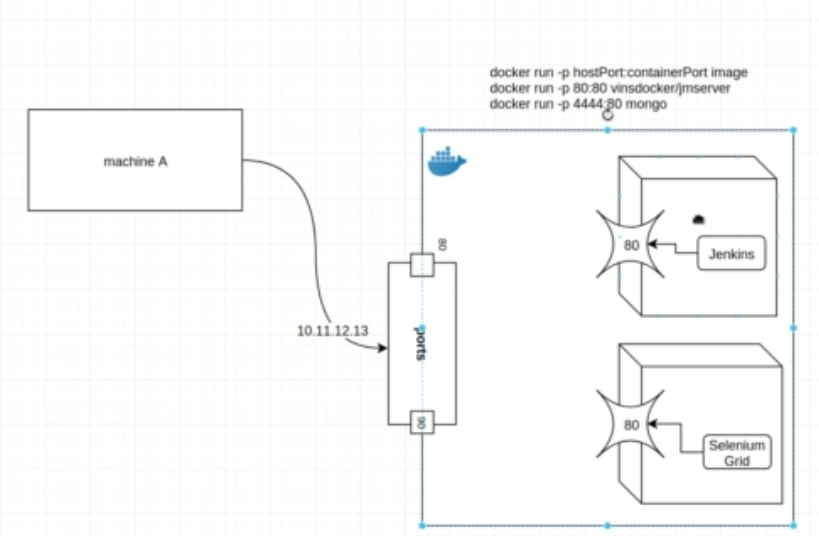 docker run -p hostPort:containerPort image
docker run -p 80:80 vinsdocker/jmserver
docker run -p 4444:80 mongo
machine A
80
80
Jenkins
10.11.12.13
ports
90
80
Selenium
Grid